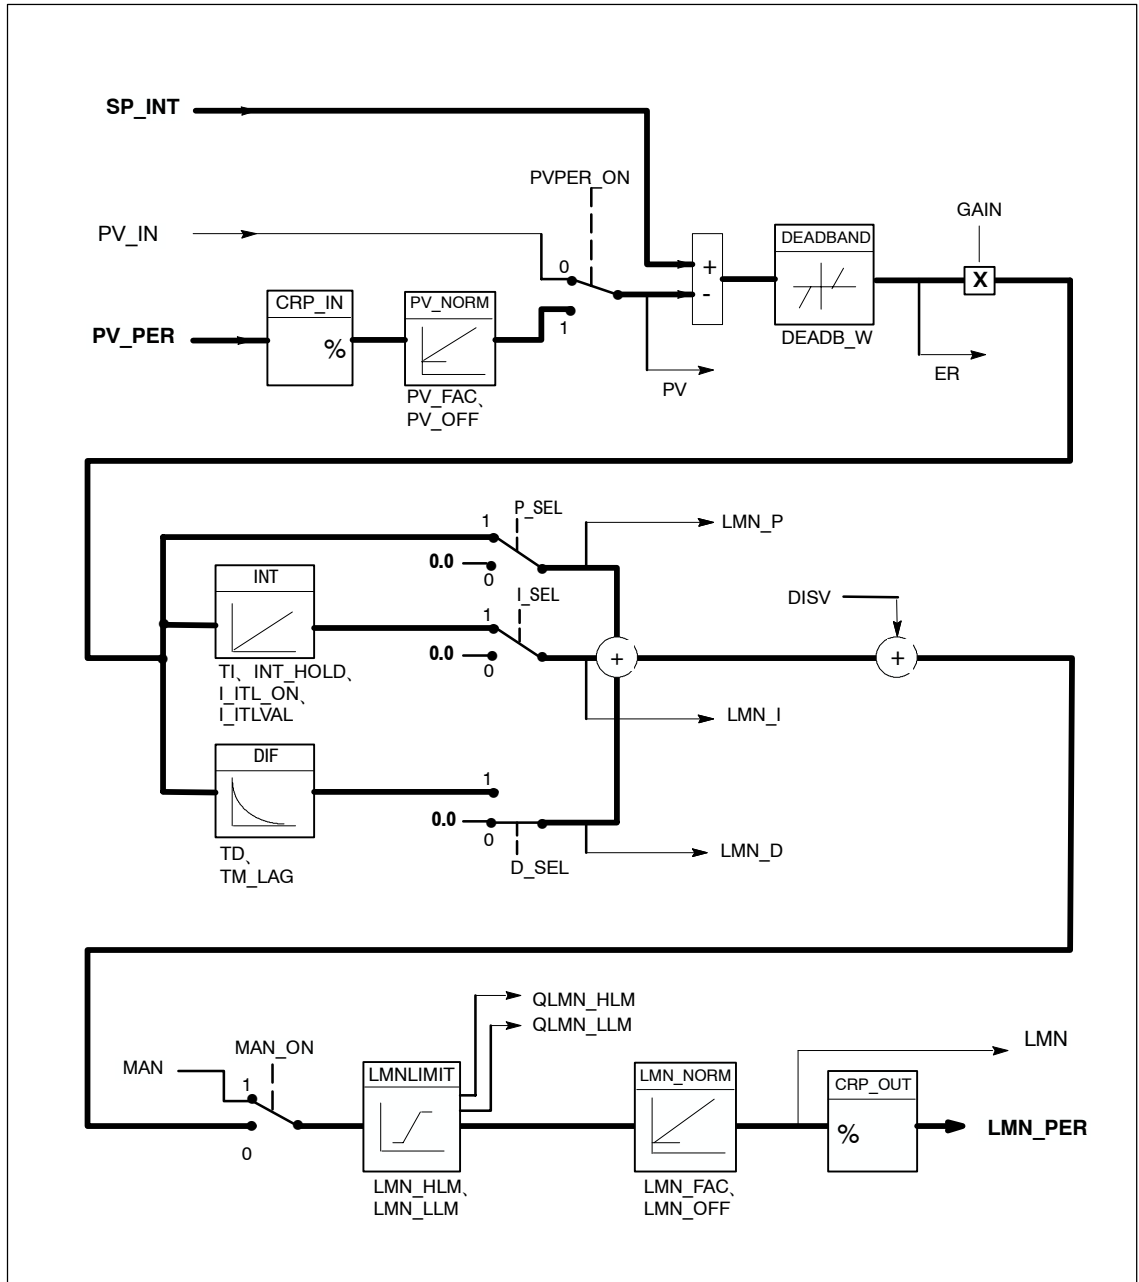 SP_INT
PVPER_ON
GAIN
PV_IN
DEADBAND
0
+
X
CRP_IN
PV_NORM
-
1
PV_PER
%
DEADB_W
ER
PV
PV_FAC、
PV_OFF
P_SEL
1
LMN_P
0.0
0
INT
I_SEL
DISV
1
0.0
+
+
0
TI、INT_HOLD、
I_ITL_ON、
I_ITLVAL
LMN_I
DIF
1
0.0
0
LMN_D
TD、
TM_LAG
D_SEL
QLMN_HLM
QLMN_LLM
LMN
MAN_ON
MAN
1
LMNLIMIT
LMN_NORM
CRP_OUT
%
LMN_PER
0
LMN_HLM、
LMN_LLM
LMN_FAC、
LMN_OFF